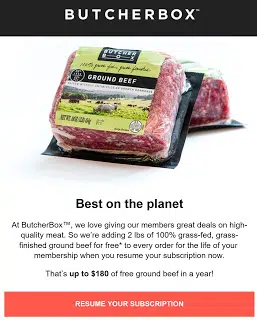 BUTCHERBOX™
BUTCHER
BOX
100% grass-fed, grass-finished
GROUND BEEF
NET WT. 16OZ (1 LB) 454g
Best on the planet
At ButcherBox™, we love giving our members great deals on high-
quality meat. So we're adding 2 lbs of 100% grass-fed, grass-
finished ground beef for free* to every order for the life of your
membership when you resume your subscription now.
That's up to $180 of free ground beef in a year!
RESUME YOUR SUBSCRIPTION